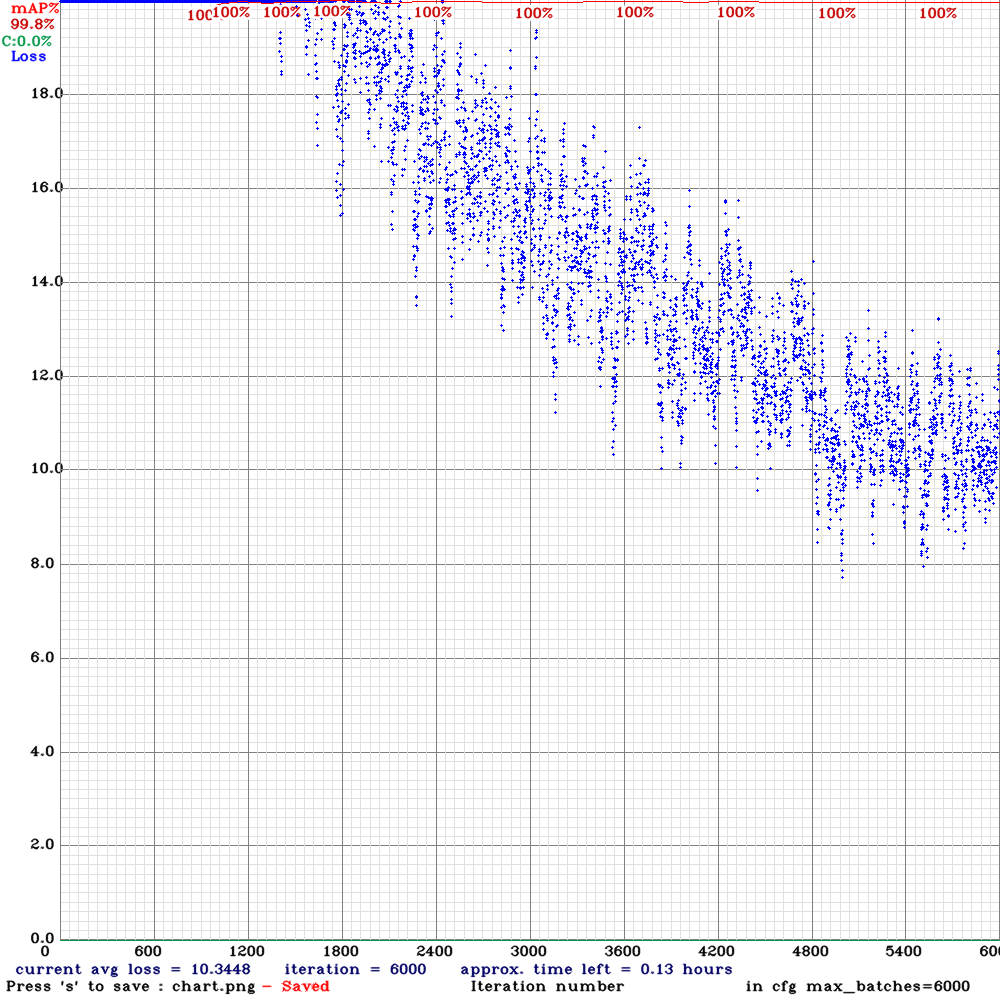 mAP%
99.8%
C:0.0%
Loss
100 100% 100% 100% 100% 100% 100% 100% 100% 100%
18.0
16.0
14.0
12.0
10.0
8.0
6.0
4.0
2.0
0.0
0 600 1200 1800 2400 3000 3600 4200 4800 5400 600
current avg loss = 10.3448 iteration = 6000 approx. time left = 0.13 hours
Press 's' to save : chart.png - Saved Iteration number in cfg max_batches=6000